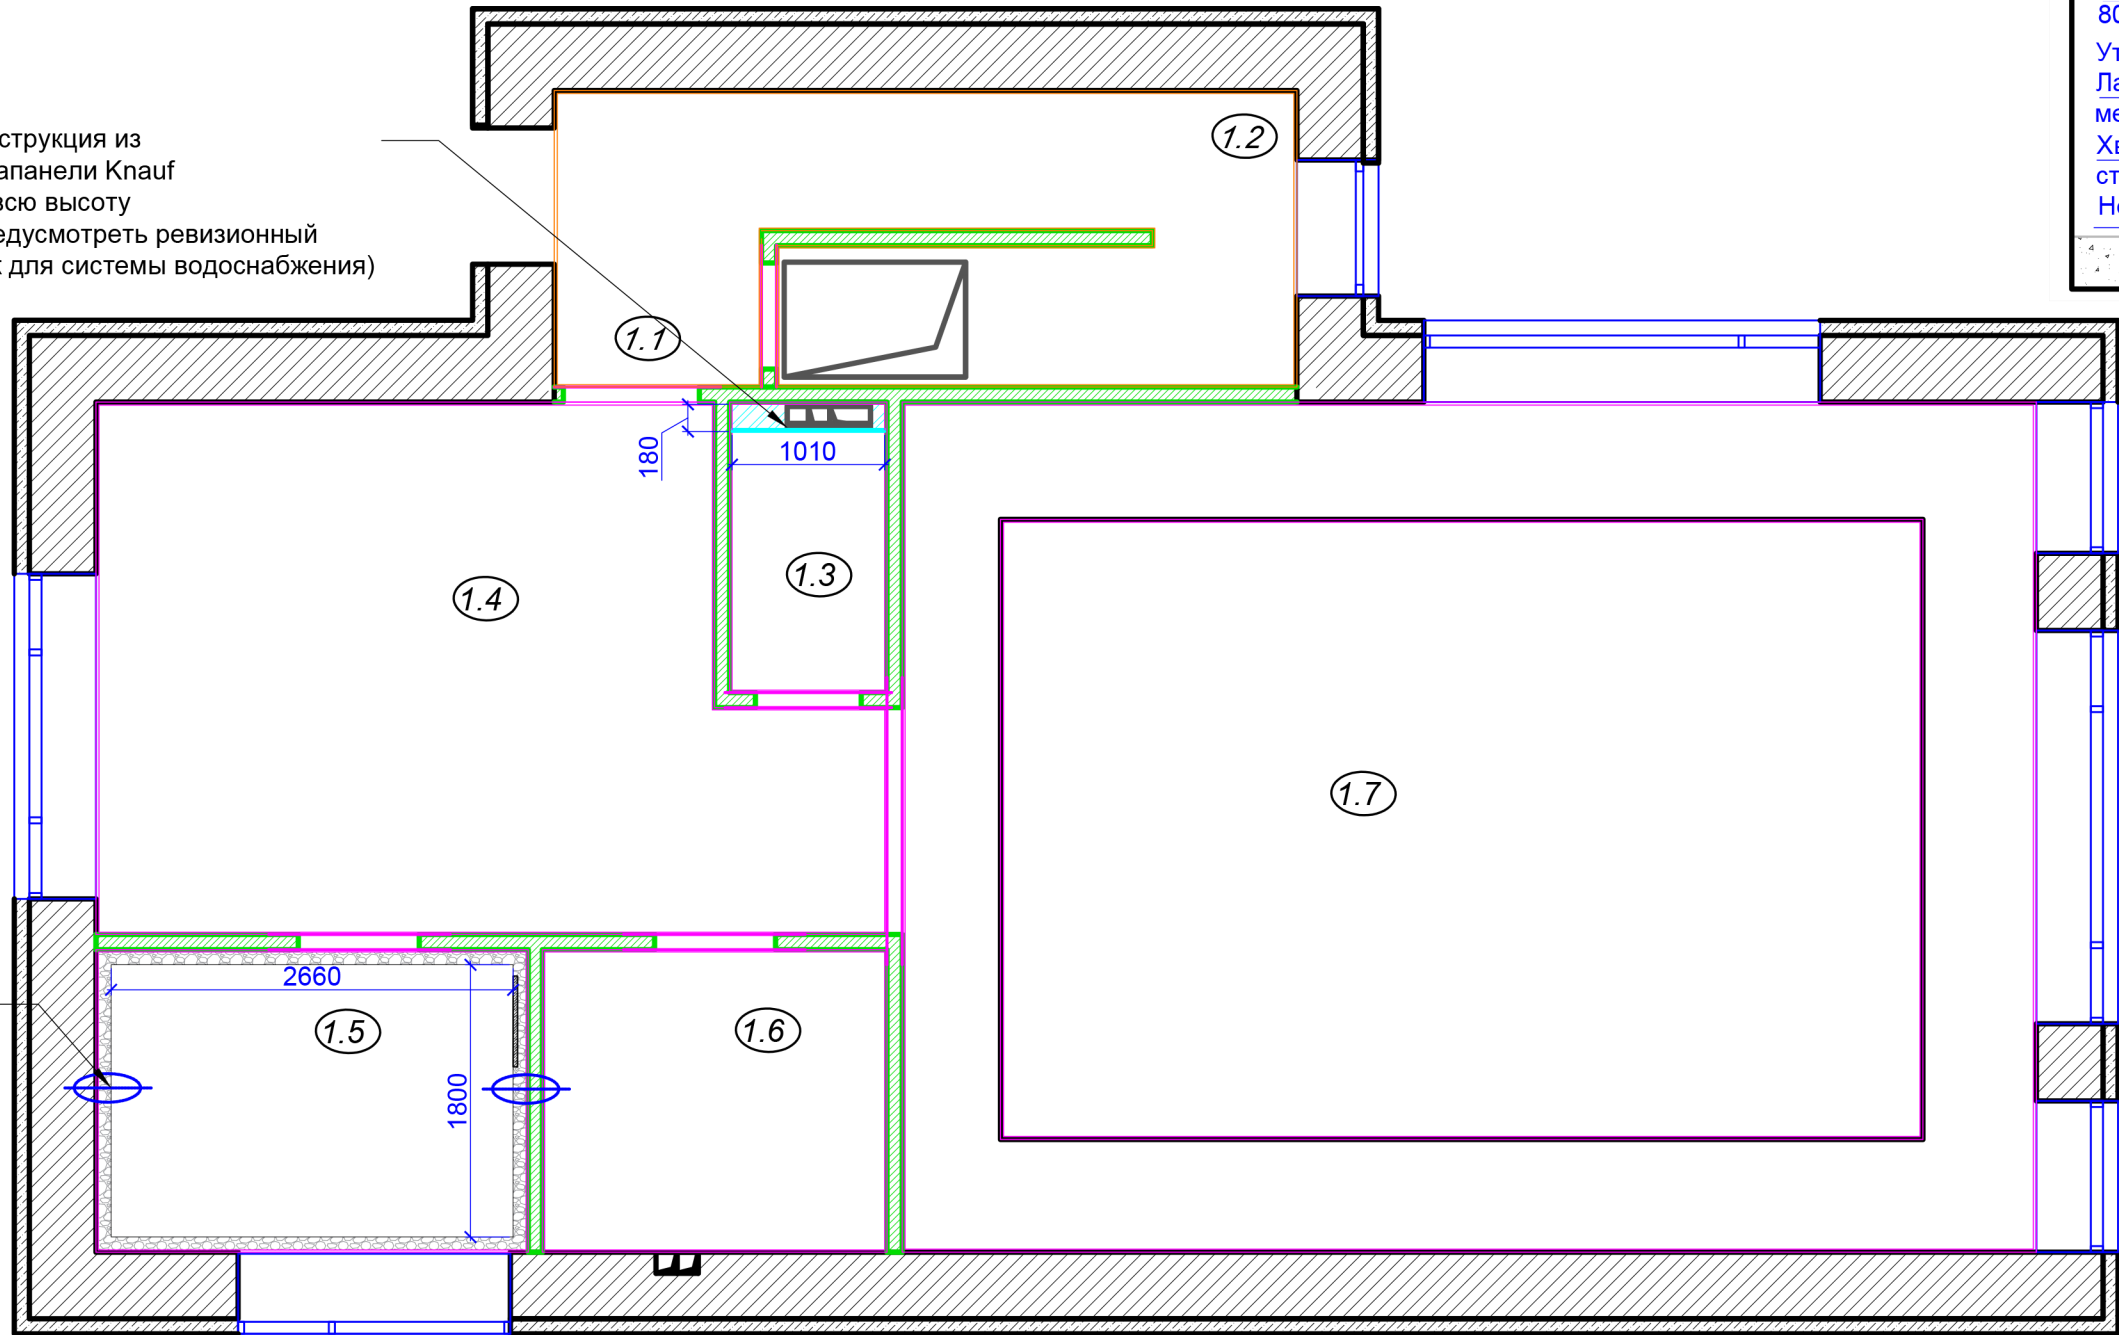 струкция из
апанели Knauf
всю высоту
едусмотреть ревизионный
для системы водоснабжения)
80
Ут
Ла
ме
Хв
ст
Не
1.2
1.1
180
1010
1.3
1.4
1.7
2660
1.5
1.6
1800